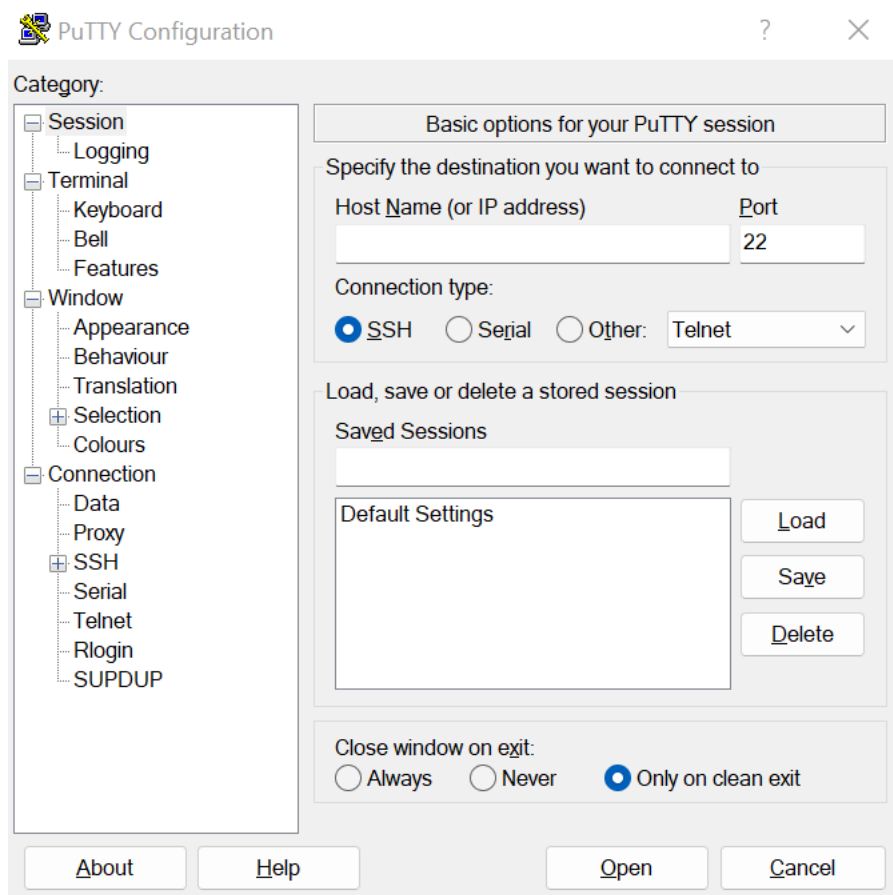 PuTTY Configuration
?
Category:
Session
Logging
Terminal
Keyboard
Bell
Features
Window
Appearance
Behaviour
Translation
Selection
Colours
Connection
Data
Proxy
SSH
Serial
Telnet
Rlogin
SUPDUP
Basic options for your PuTTY session
Specify the destination you want to connect to
Host Name (or IP address) Port
22
Connection type:
SSH Serial Other: Telnet
Load, save or delete a stored session
Saved Sessions
Default Settings
Load
Save
Delete
Close window on exit:
Always Never Only on clean exit
About Help Open Cancel